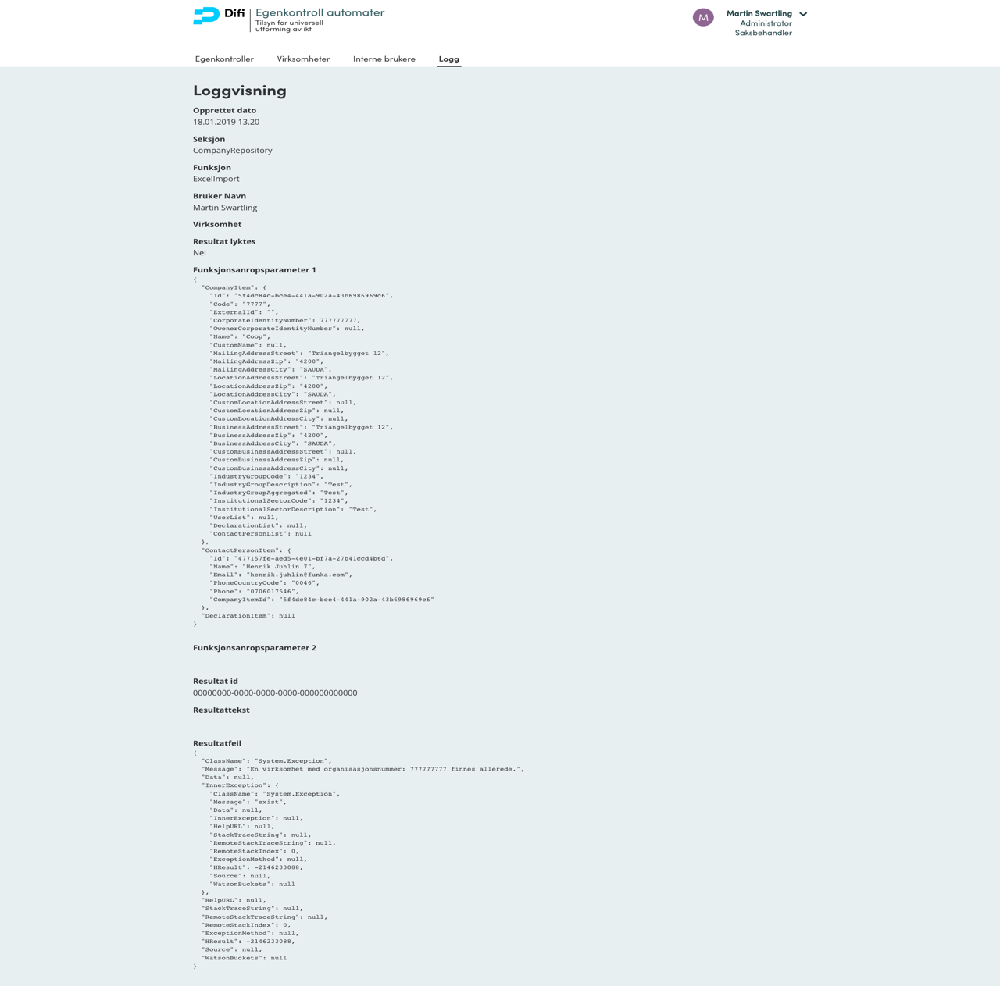 Difi
Egenkontroll automater
Tilsyn for universell
utforming av ikt
M
Martin Swartling
Administrator
Saksbehandler
Egenkontroller
Virksomheter
Interne brukere
Logg
Loggvisning
Opprettet dato
18.01.2019 13.20
Seksjon
CompanyRepository
Funksjon
ExcelImport
Bruker Navn
Martin Swartling
Virksomhet
Resultat lyktes
Nei
Funksjonsanropsparameter 1
{
"CompanyItem": {
"Id": "5f4dc84c-bce4-441a-902a-43b6986969c6",
"Code": "7777",
"ExternalId": "",
"CorporateIdentityNumber": 777777777,
"OwenerCorporateIdentityNumber": null,
"Name": "Coop",
"CustomName": null,
"MailingAddressStreet": "Triangelbygget 12",
"MailingAddressZip": "4200",
"MailingAddressCity": "SAUDA",
"LocationAddressStreet": "Triangelbygget 12",
"LocationAddressZip": "4200",
"LocationAddressCity": "SAUDA",
"CustomLocationAddressStreet": null,
"CustomLocationAddressZip": null,
"CustomLocationAddressCity": null,
"BusinessAddressStreet": "Triangelbygget 12",
"BusinessAddressZip": "4200",
"BusinessAddressCity": "SAUDA",
"CustomBusinessAddressStreet": null,
"CustomBusinessAddressZip": null,
"CustomBusinessAddressCity": null,
"IndustryGroupCode": "1234",
"IndustryGroupDescription": "Test",
"IndustryGroupAggregated": "Test",
"InstitutionalSectorCode": "1234",
"InstitutionalSectorDescription": "Test",
"UserList": null,
"DeclarationList": null,
"ContactPersonList": null
},
"ContactPersonItem": {
"Id": "477157fe-aed5-4e01-bf7a-27b41ccd4b6d",
"Name": "Henrik Juhlin 7",
"Email": "henrik.juhlin@funka.com",
"PhoneCountryCode": "0046",
"Phone": "0706017546",
"CompanyItemId": "5f4dc84c-bce4-441a-902a-43b6986969c6"
},
"DeclarationItem": null
}
Funksjonsanropsparameter 2
Resultat id
00000000-0000-0000-0000-000000000000
Resultattekst
Resultatfeil
{
"ClassName": "System.Exception",
"Message": "En virksomhet med organisasjonsnummer: 777777777 finnes allerede.",
"Data": null,
"InnerException": {
"ClassName": "System.Exception",
"Message": "exist",
"Data": null,
"InnerException": null,
"HelpURL": null,
"StackTraceString": null,
"RemoteStackTraceString": null,
"RemoteStackIndex": 0,
"ExceptionMethod": null,
"HResult": -2146233088,
"Source": null,
"WatsonBuckets": null
},
"HelpURL": null,
"StackTraceString": null,
"RemoteStackTraceString": null,
"RemoteStackIndex": 0,
"ExceptionMethod": null,
"HResult": -2146233088,
"Source": null,
"WatsonBuckets": null
}